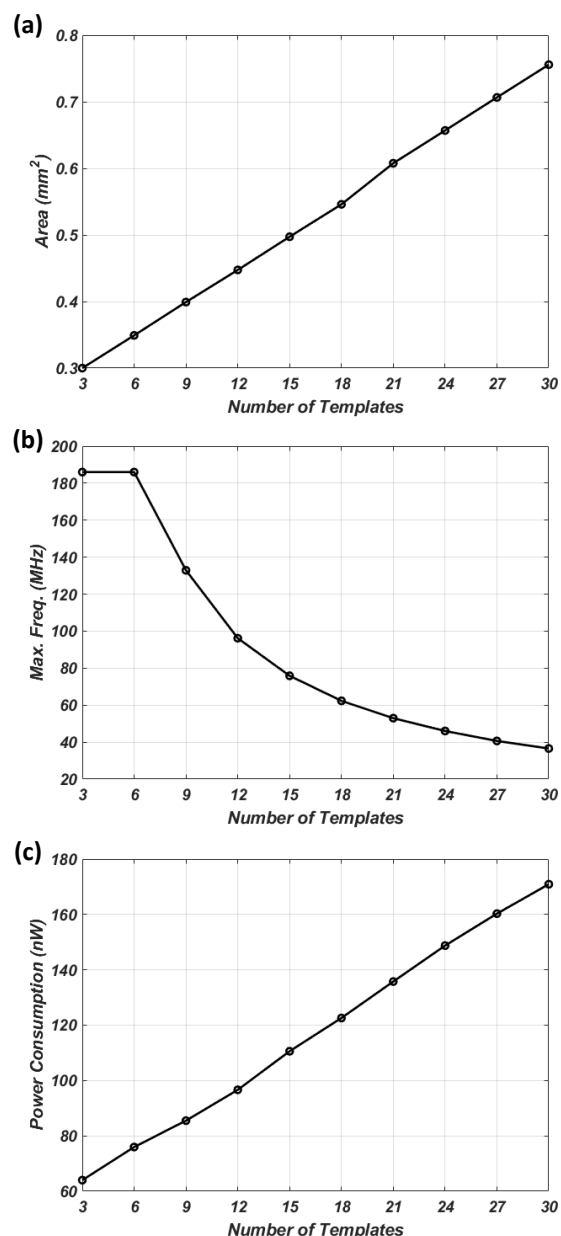 (a)
0.8
0.7
0.6
0.5
0.4
0.3
Area (mm²)
3 6 9 12 15 18 21 24 27 30
Number of Templates
(b)
200
180
160
140
120
100
80
60
40
20
Max. Freq. (MHz)
3 6 9 12 15 18 21 24 27 30
Number of Templates
(c)
180
160
140
120
100
80
60
Power Consumption (nW)
3 6 9 12 15 18 21 24 27 30
Number of Templates